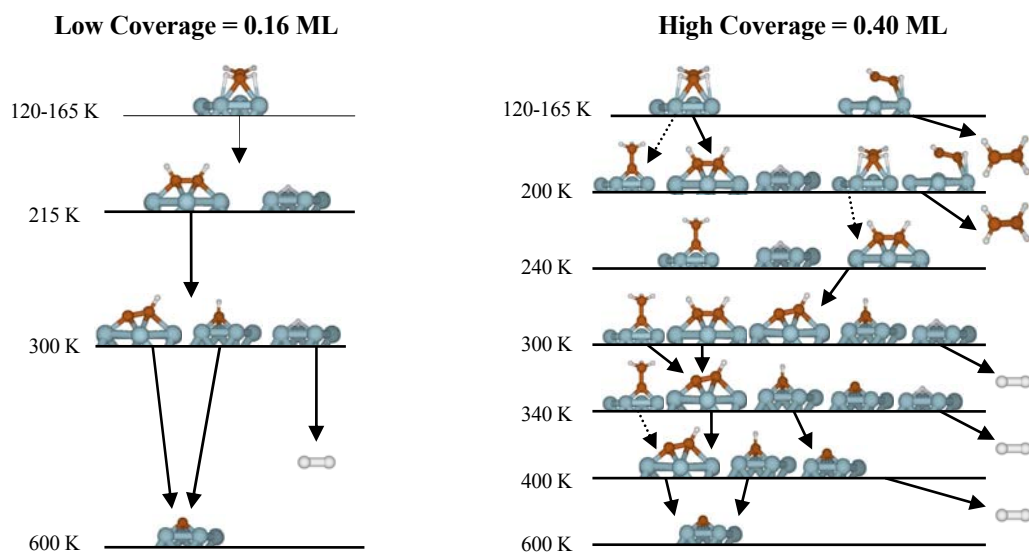 Low Coverage = 0.16 ML
120-165 K
215 K
300 K
600 K
High Coverage = 0.40 ML
120-165 K
200 K
240 K
300 K
340 K
400 K
600 K